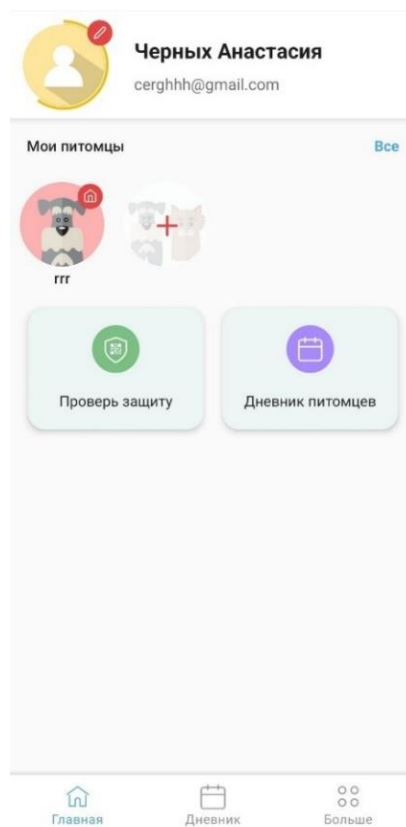 Черных Анастасия
cerghhh@gmail.com
Мои питомцы
Все
rrr
Проверь защиту
Дневник питомцев
Главная
Дневник
Больше